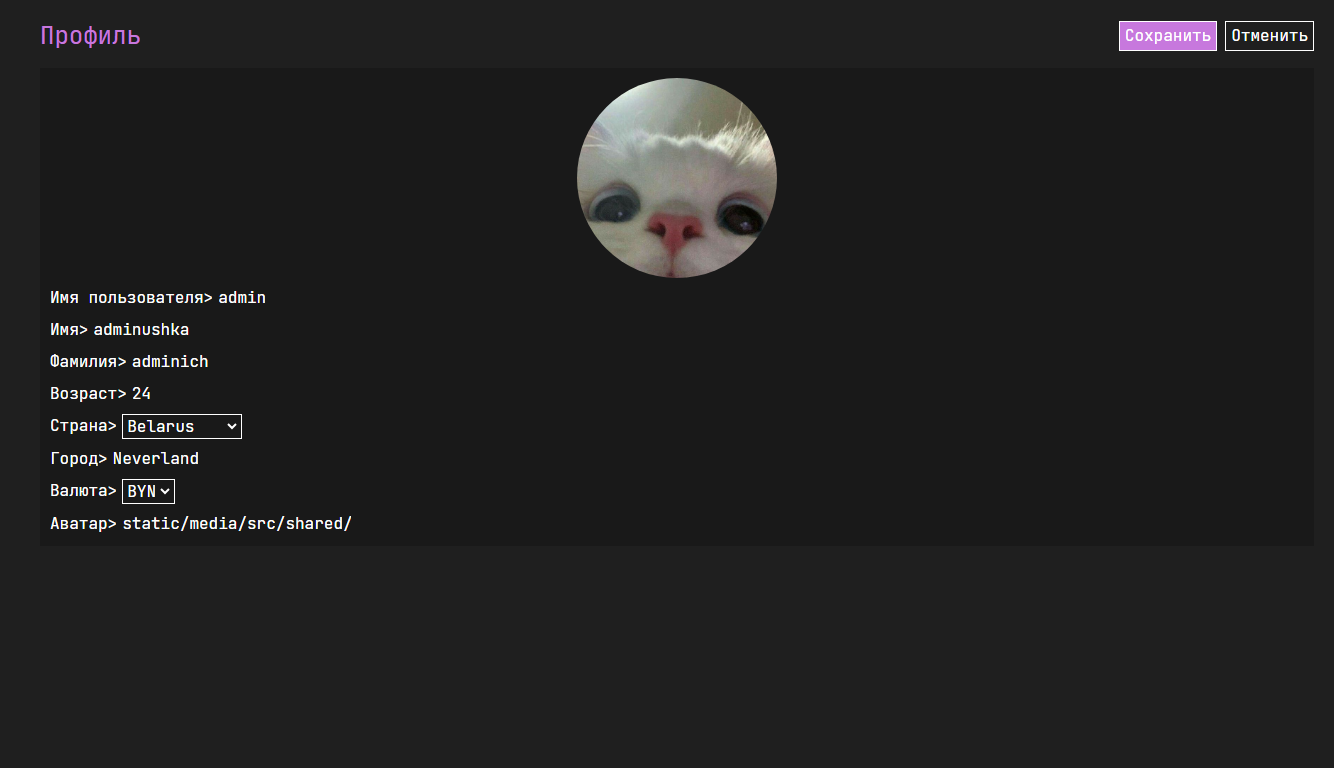 Профиль
Сохранить Отменить
Имя пользователя> admin
Имя> adminushka
Фамилия> adminich
Возраст> 24
Страна> Belarus
Город> Neverland
Валюта> BYN
Аватар> static/media/src/shared/